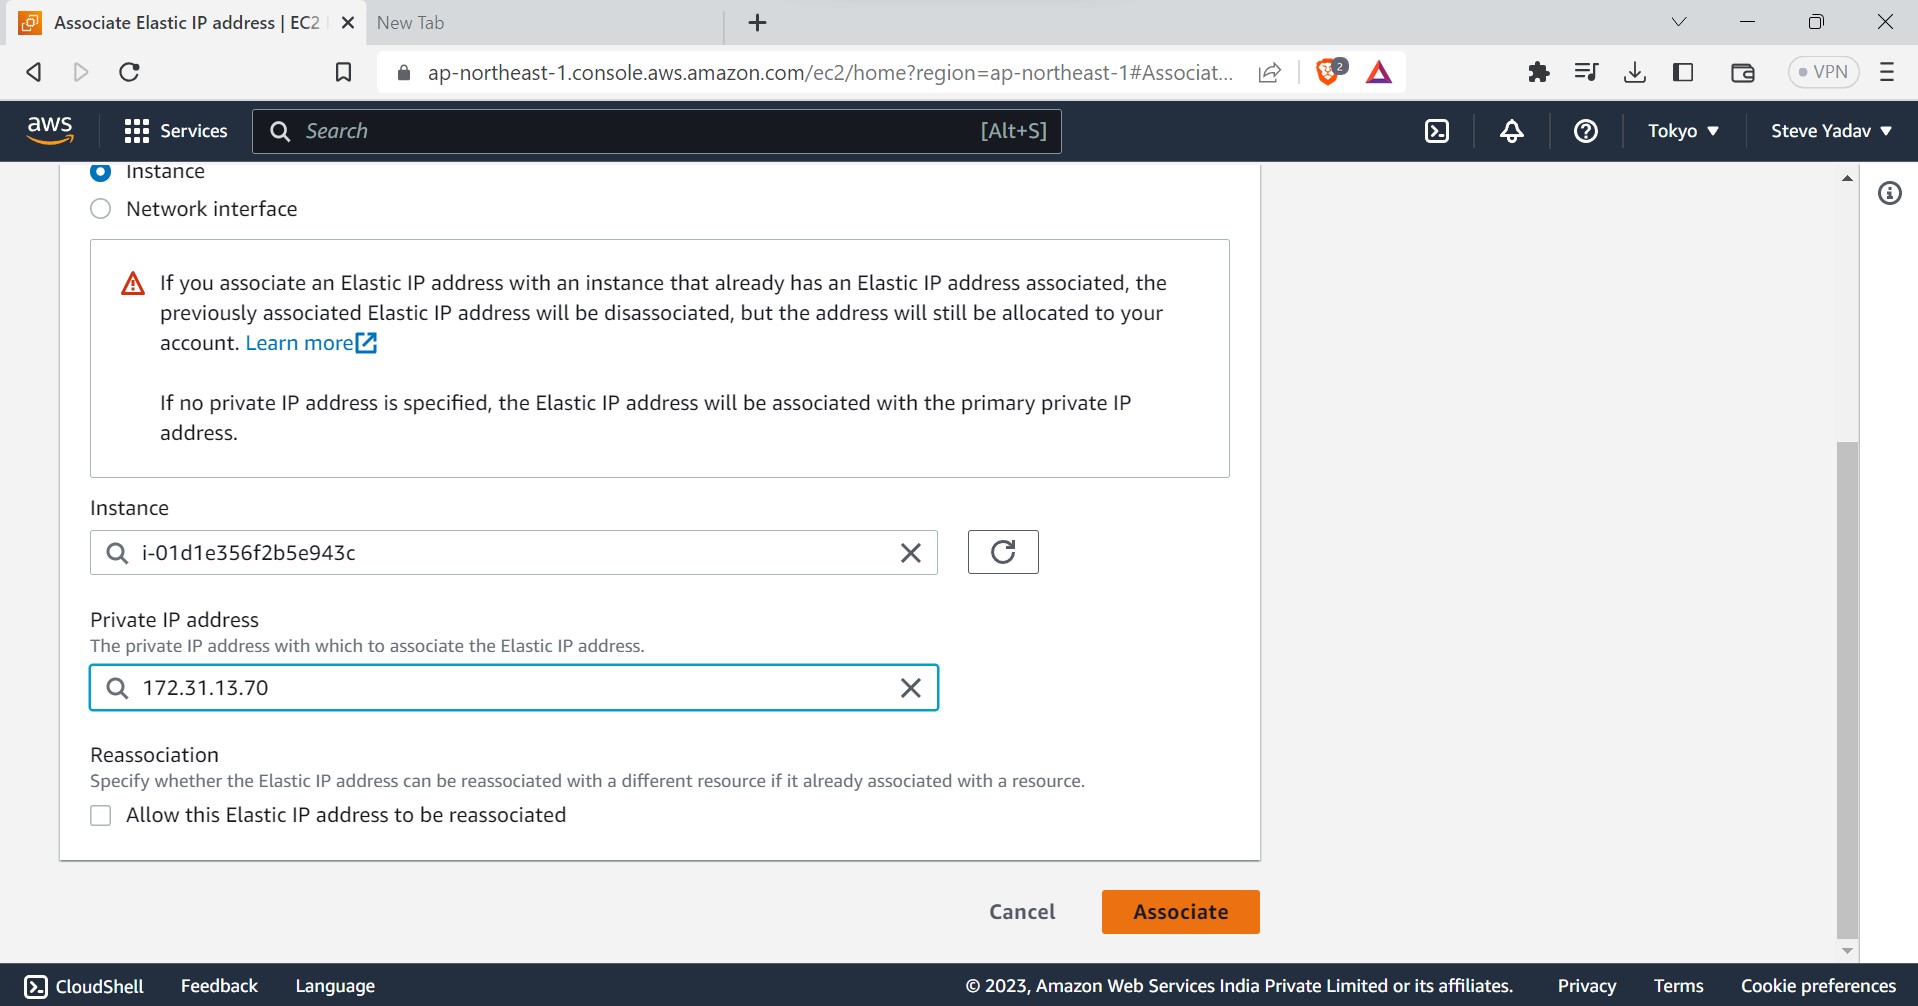 Associate Elastic IP address | EC2
New Tab
ap-northeast-1.console.aws.amazon.com/ec2/home?region=ap-northeast-1#Associat...
2
VPN
aws
Services
Search
[Alt+S]
Tokyo
Steve Yadav
Instance
Network interface
If you associate an Elastic IP address with an instance that already has an Elastic IP address associated, the
previously associated Elastic IP address will be disassociated, but the address will still be allocated to your
account. Learn more
If no private IP address is specified, the Elastic IP address will be associated with the primary private IP
address.
Instance
i-01d1e356f2b5e943c
Private IP address
The private IP address with which to associate the Elastic IP address.
172.31.13.70
Reassociation
Specify whether the Elastic IP address can be reassociated with a different resource if it already associated with a resource.
Allow this Elastic IP address to be reassociated
Cancel
Associate
CloudShell
Feedback
Language
© 2023, Amazon Web Services India Private Limited or its affiliates.
Privacy
Terms
Cookie preferences